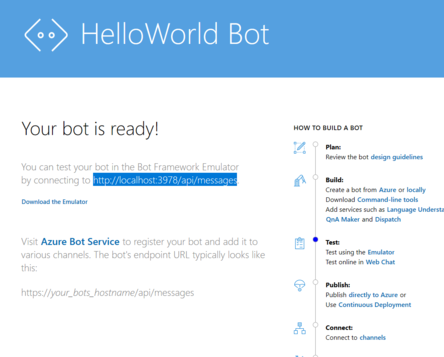 HelloWorld Bot
Your bot is ready!
You can test your bot in the Bot Framework Emulator
by connecting to http://localhost:3978/api/messages.
Download the Emulator
Visit Azure Bot Service to register your bot and add it to
various channels. The bot's endpoint URL typically looks like
this:
https://your_bots_hostname/api/messages
HOW TO BUILD A BOT
Plan:
Review the bot design guidelines
Build:
Create a bot from Azure or locally
Download Command-line tools
Add services such as Language Understa
QnA Maker and Dispatch
Test:
Test using the Emulator
Test online in Web Chat
Publish:
Publish directly to Azure or
Use Continuous Deployment
Connect:
Connect to channels